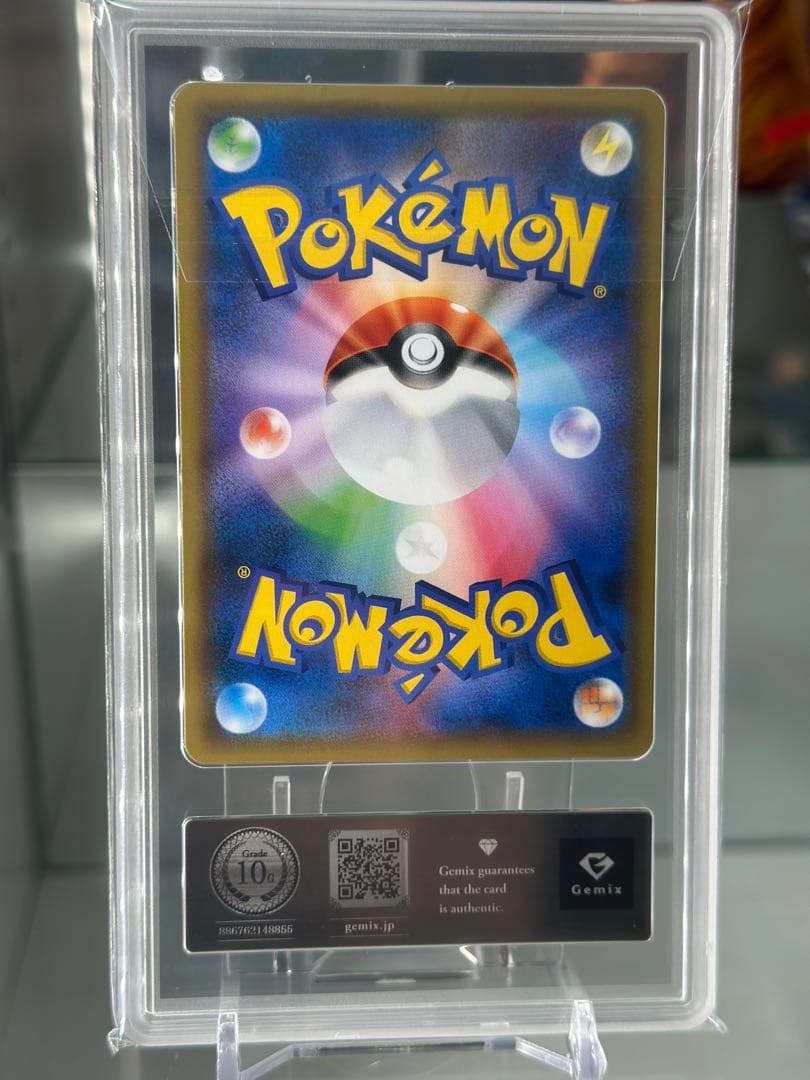 POKéMON
®
®
POKéMON
Grade
10G
886762148855
gemix.jp
Gemix guarantees
that the card
is authentic.
Gemix